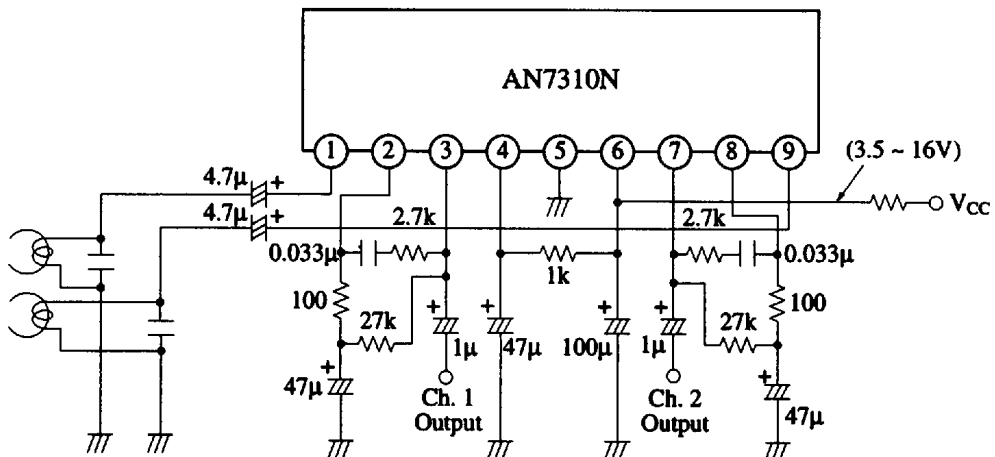 AN7310N
1 2 3 4 5 6 7 8 9
(3.5 ~ 16V)
4.7μ +
VCC
4.7μ +
2.7k 2.7k
0.033μ 0.033μ
1k
100 100
27k + + + + 27k
1μ 47μ 100μ 1μ
+ +
47μ 47μ
Ch. 1 Ch. 2
Output Output